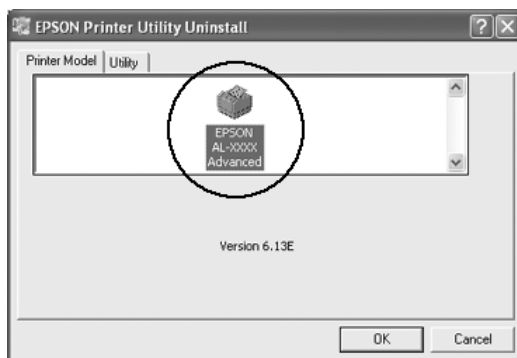 EPSON Printer Utility Uninstall
Printer Model
Utility
EPSON
AL-XXXX
Advanced
Version 6.13E
OK
Cancel